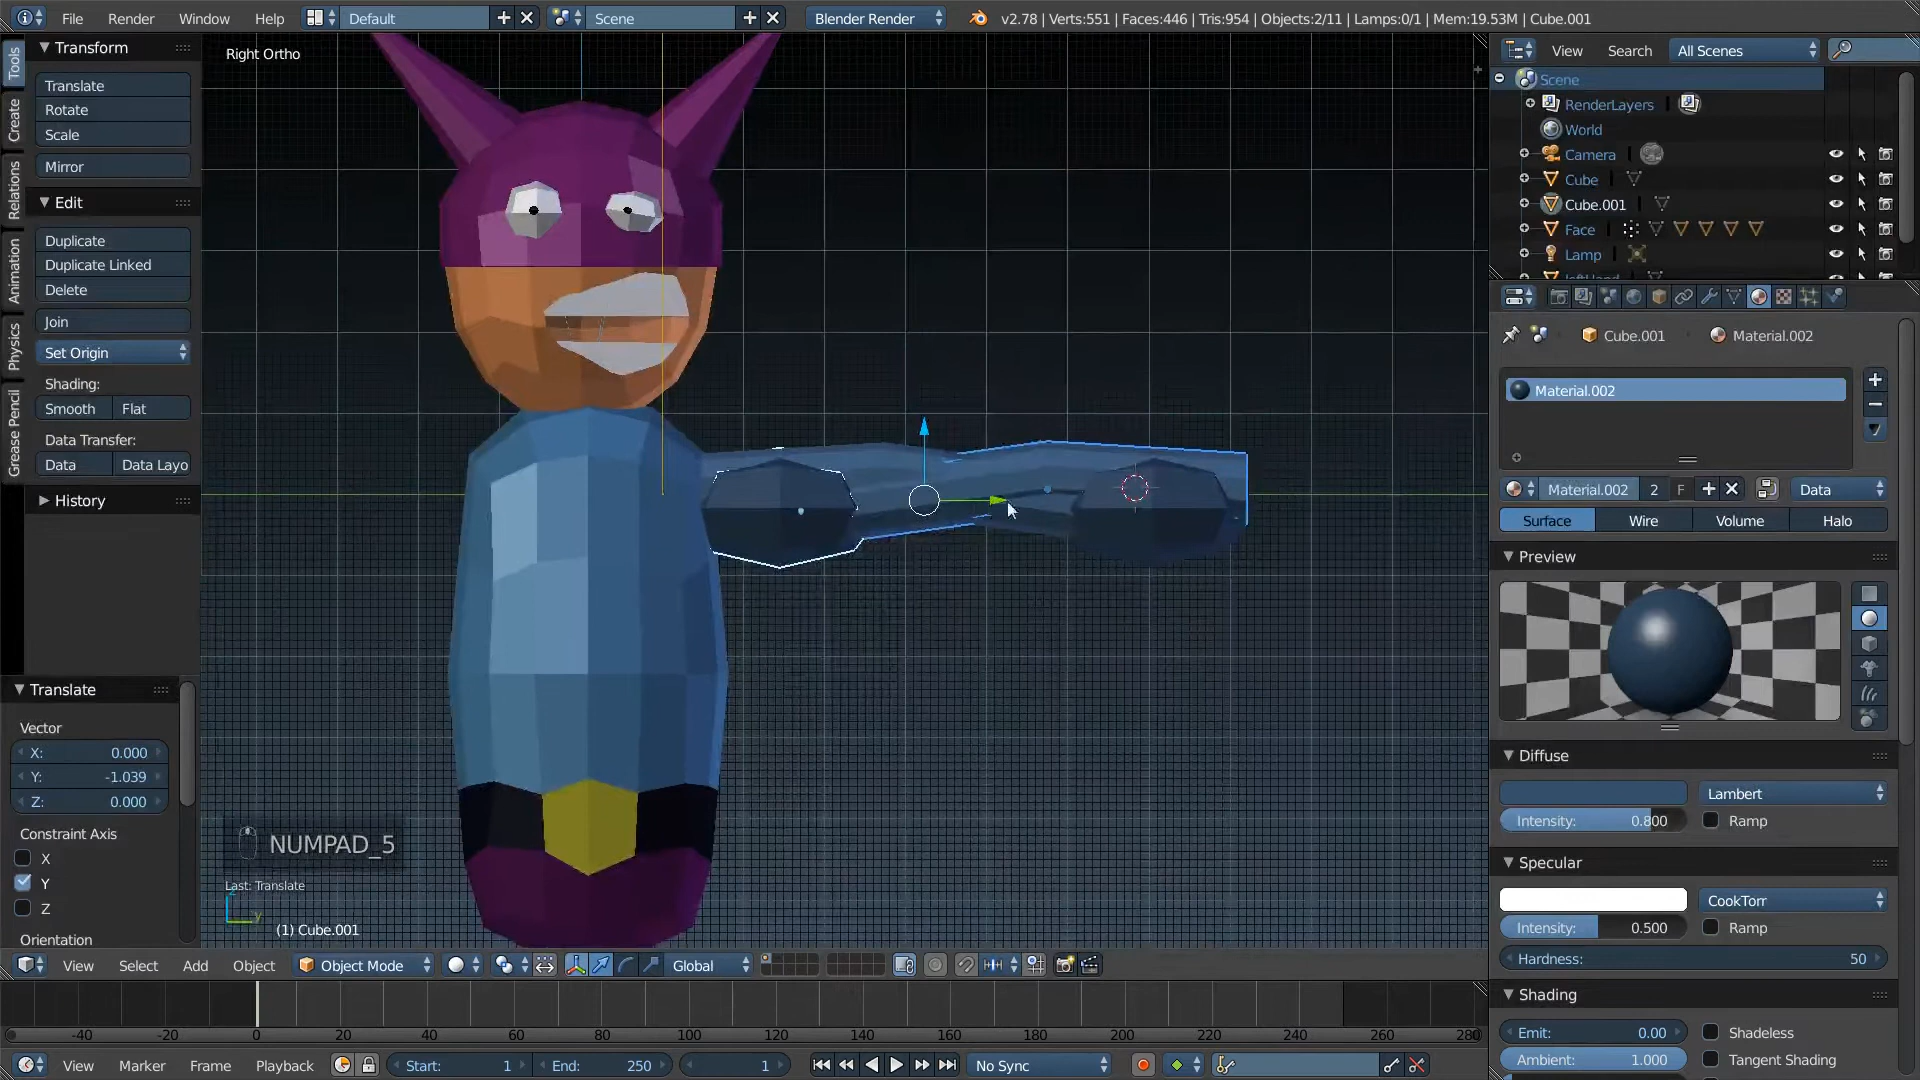 File Render Window Help Default Scene Blender Render v2.78 | Verts:551 | Faces:446 | Tris:954 | Objects:2/11 | Lamps:0/1 | Mem:19.53M | Cube.001
Tools
Create
Relations
Animation
Physics
Grease Pencil
Transform
Translate
Rotate
Scale
Mirror
Edit
Duplicate
Duplicate Linked
Delete
Join
Set Origin
Shading:
Smooth Flat
Data Transfer:
Data Data Layo
History
Translate
Vector
X: 0.000
Y: -1.039
Z: 0.000
Constraint Axis
X
Y
Z
Orientation
Right Ortho
NUMPAD_5
Last: Translate
z
y
(1) Cube.001
View Select Add Object Object Mode Global
-40 -20 0 20 40 60 80 100 120 140 160 180 200 220 240 260 280
View Marker Frame Playback Start: 1 End: 250 1 No Sync
View Search All Scenes
Scene
RenderLayers
World
Camera
Cube
Cube.001
Face
Lamp
Cube.001 Material.002
Material.002
Material.002 2 F Data
Surface Wire Volume Halo
Preview
Diffuse
Lambert
Intensity: 0.800 Ramp
Specular
CookTorr
Intensity: 0.500 Ramp
Hardness: 50
Shading
Emit: 0.00 Shadeless
Ambient: 1.000 Tangent Shading